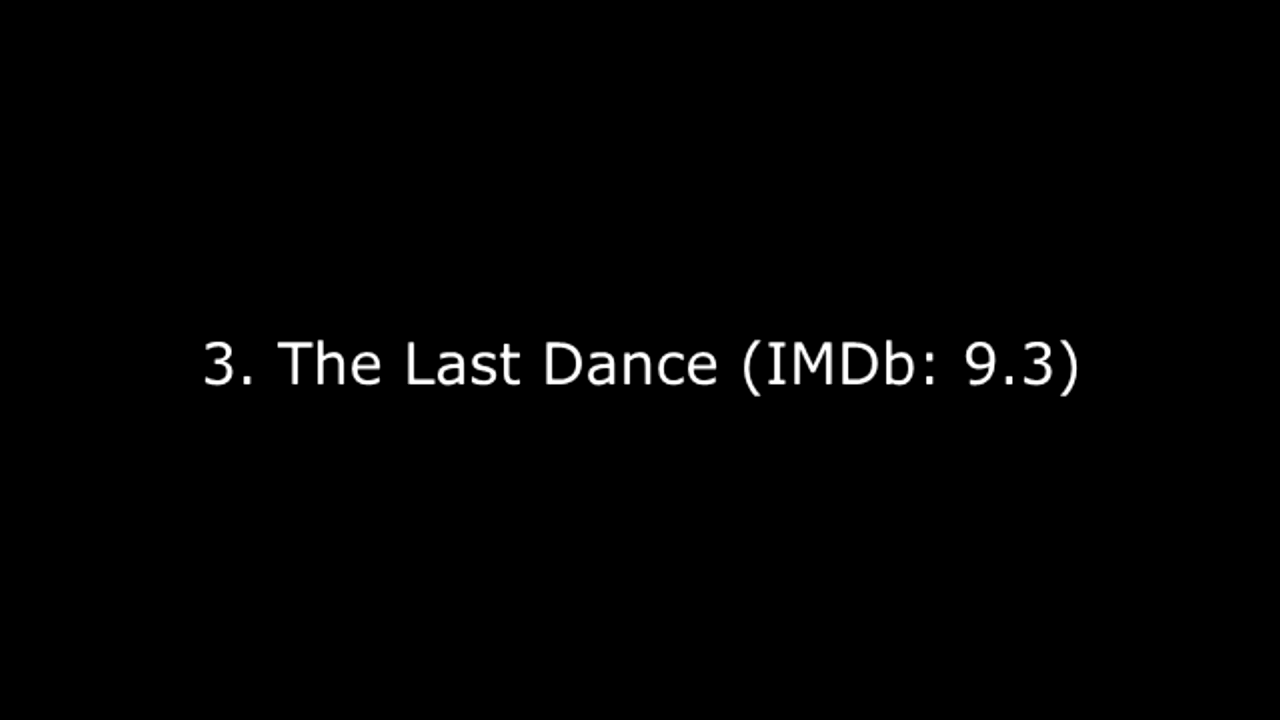 3. The Last Dance (IMDb: 9.3)